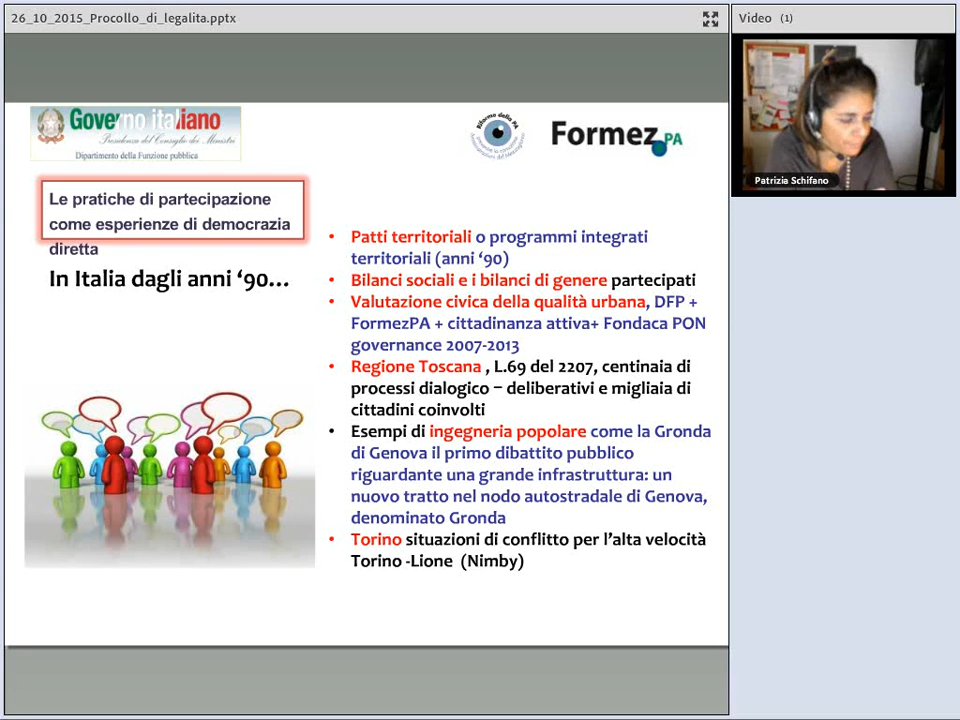 26_10_2015_Procollo_di_legalita.pptx
Video (1)
Governo italiano
Presidenza del Consiglio dei Ministri
Dipartimento della Funzione pubblica
Riforma della PA
Formez PA
Patrizia Schifano
Le pratiche di partecipazione
come esperienze di democrazia
diretta
In Italia dagli anni ‘90…
• Patti territoriali o programmi integrati
territoriali (anni ‘90)
• Bilanci sociali e i bilanci di genere partecipati
• Valutazione civica della qualità urbana, DFP +
FormezPA + cittadinanza attiva+ Fondaca PON
governance 2007-2013
• Regione Toscana , L.69 del 2207, centinaia di
processi dialogico – deliberativi e migliaia di
cittadini coinvolti
• Esempi di ingegneria popolare come la Gronda
di Genova il primo dibattito pubblico
riguardante una grande infrastruttura: un
nuovo tratto nel nodo autostradale di Genova,
denominato Gronda
• Torino situazioni di conflitto per l’alta velocità
Torino -Lione (Nimby)